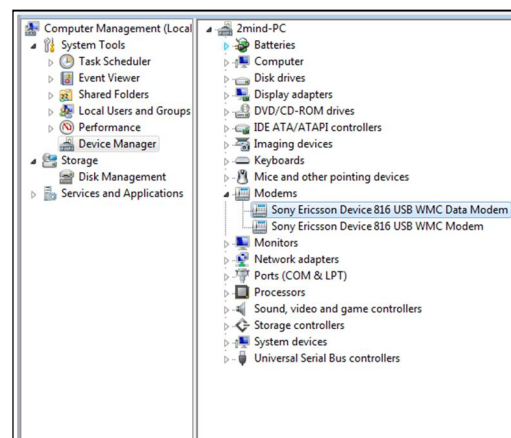 Computer Management (Local
System Tools
Task Scheduler
Event Viewer
Shared Folders
Local Users and Groups
Performance
Device Manager
Storage
Disk Management
Services and Applications
2mind-PC
Batteries
Computer
Disk drives
Display adapters
DVD/CD-ROM drives
IDE ATA/ATAPI controllers
Imaging devices
Keyboards
Mice and other pointing devices
Modems
Sony Ericsson Device 816 USB WMC Data Modem
Sony Ericsson Device 816 USB WMC Modem
Monitors
Network adapters
Ports (COM & LPT)
Processors
Sound, video and game controllers
Storage controllers
System devices
Universal Serial Bus controllers